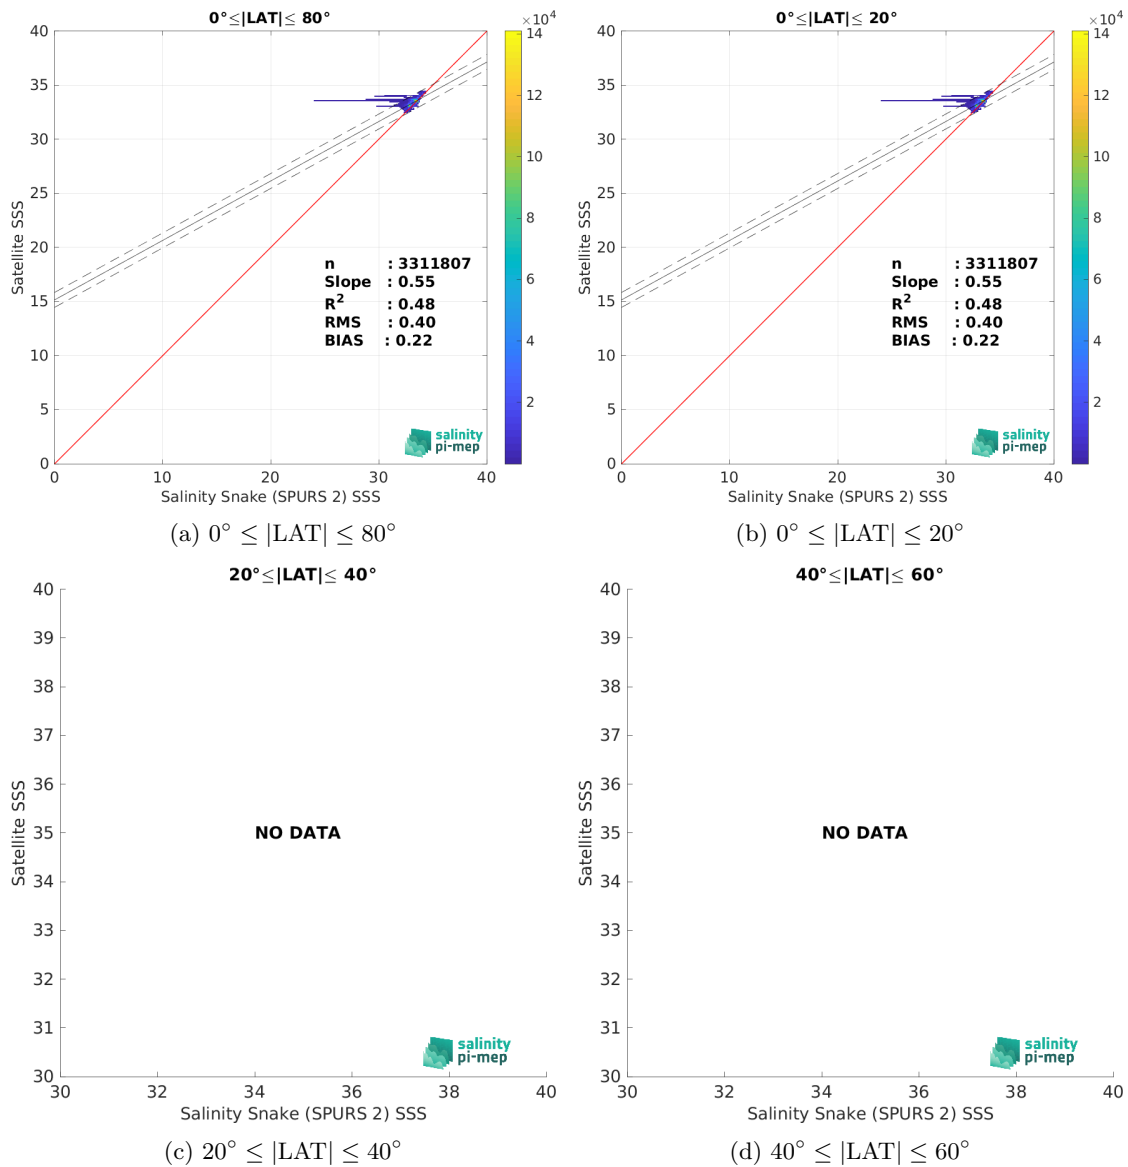 0°≤|LAT|≤ 80°
40
35
30
25
20
15
10
5
0
Satellite SSS
n : 3311807
Slope : 0.55
R² : 0.48
RMS : 0.40
BIAS : 0.22
salinity
pi-mep
0 10 20 30 40
Salinity Snake (SPURS 2) SSS
×10⁴
14
12
10
8
6
4
2
(a) 0° ≤ |LAT| ≤ 80°
0°≤|LAT|≤ 20°
40
35
30
25
20
15
10
5
0
Satellite SSS
n : 3311807
Slope : 0.55
R² : 0.48
RMS : 0.40
BIAS : 0.22
salinity
pi-mep
0 10 20 30 40
Salinity Snake (SPURS 2) SSS
×10⁴
14
12
10
8
6
4
2
(b) 0° ≤ |LAT| ≤ 20°
20°≤|LAT|≤ 40°
40
39
38
37
36
35
34
33
32
31
30
Satellite SSS
NO DATA
salinity
pi-mep
30 32 34 36 38 40
Salinity Snake (SPURS 2) SSS
(c) 20° ≤ |LAT| ≤ 40°
40°≤|LAT|≤ 60°
40
39
38
37
36
35
34
33
32
31
30
Satellite SSS
NO DATA
salinity
pi-mep
30 32 34 36 38 40
Salinity Snake (SPURS 2) SSS
(d) 40° ≤ |LAT| ≤ 60°